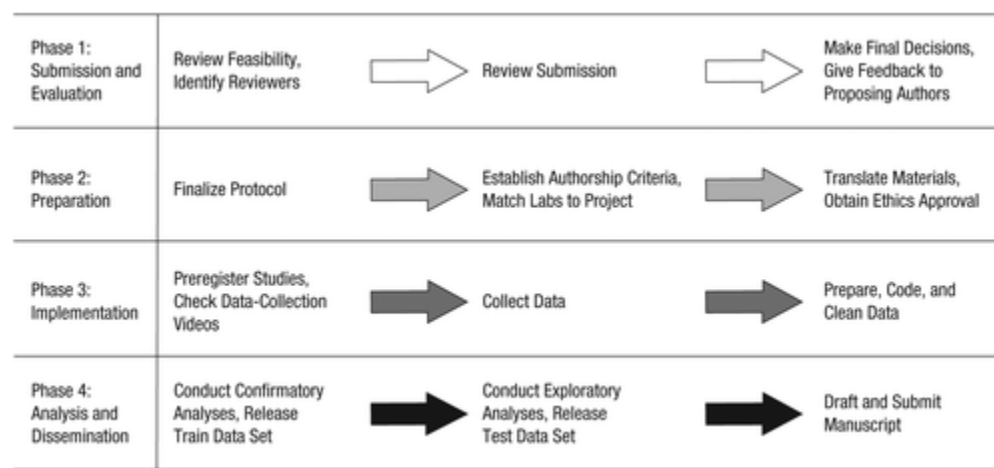 Phase 1:
Submission and
Evaluation
Review Feasibility,
Identify Reviewers
Review Submission
Make Final Decisions,
Give Feedback to
Proposing Authors
Phase 2:
Preparation
Finalize Protocol
Establish Authorship Criteria,
Match Labs to Project
Translate Materials,
Obtain Ethics Approval
Phase 3:
Implementation
Preregister Studies,
Check Data-Collection
Videos
Collect Data
Prepare, Code, and
Clean Data
Phase 4:
Analysis and
Dissemination
Conduct Confirmatory
Analyses, Release
Train Data Set
Conduct Exploratory
Analyses, Release
Test Data Set
Draft and Submit
Manuscript